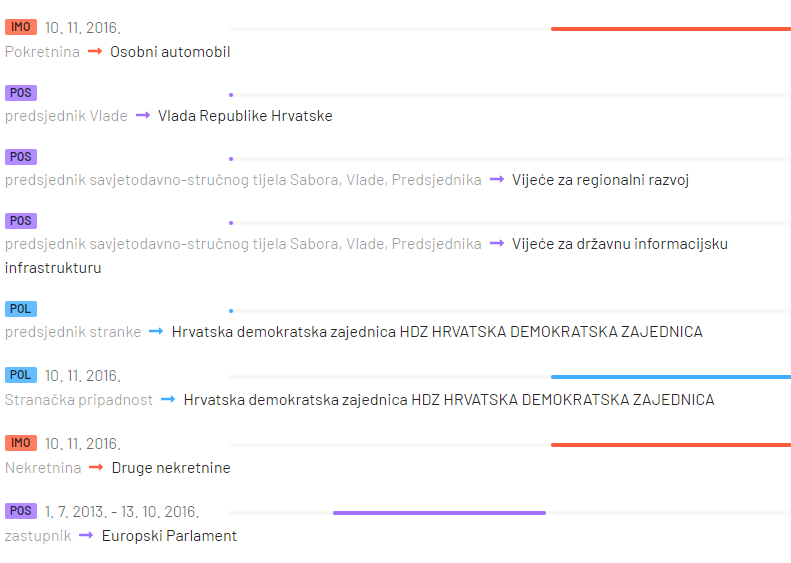 IMO 10. 11. 2016.
Pokretnina → Osobni automobil
POS
predsjednik Vlade → Vlada Republike Hrvatske
POS
predsjednik savjetodavno-stručnog tijela Sabora, Vlade, Predsjednika → Vijeće za regionalni razvoj
POS
predsjednik savjetodavno-stručnog tijela Sabora, Vlade, Predsjednika → Vijeće za državnu informacijsku
infrastrukturu
POL
predsjednik stranke → Hrvatska demokratska zajednica HDZ HRVATSKA DEMOKRATSKA ZAJEDNICA
POL 10. 11. 2016.
Stranačka pripadnost → Hrvatska demokratska zajednica HDZ HRVATSKA DEMOKRATSKA ZAJEDNICA
IMO 10. 11. 2016.
Nekretnina → Druge nekretnine
POS 1. 7. 2013. - 13. 10. 2016.
zastupnik → Europski Parlament